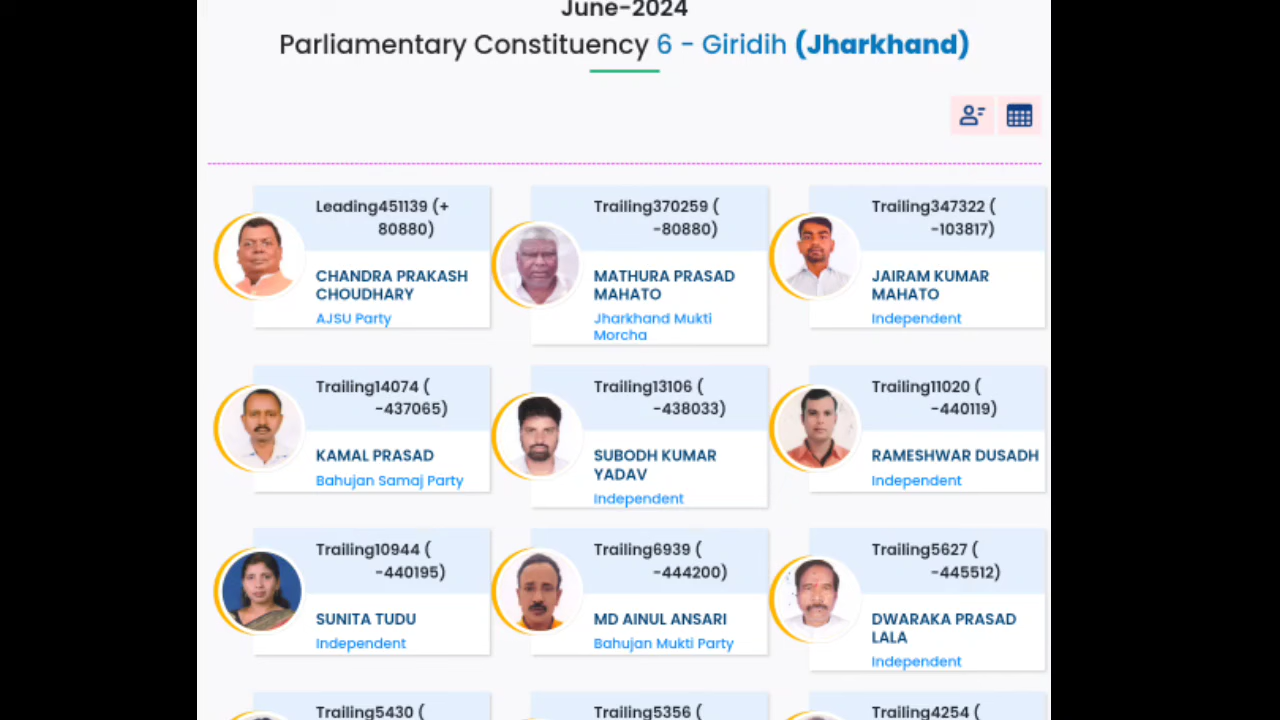 June-2024
Parliamentary Constituency 6 - Giridih (Jharkhand)
Leading451139 (+
80880)
CHANDRA PRAKASH
CHOUDHARY
AJSU Party
Trailing370259 (
-80880)
MATHURA PRASAD
MAHATO
Jharkhand Mukti
Morcha
Trailing347322 (
-103817)
JAIRAM KUMAR
MAHATO
Independent
Trailing14074 (
-437065)
KAMAL PRASAD
Bahujan Samaj Party
Trailing13106 (
-438033)
SUBODH KUMAR
YADAV
Independent
Trailing11020 (
-440119)
RAMESHWAR DUSADH
Independent
Trailing10944 (
-440195)
SUNITA TUDU
Independent
Trailing6939 (
-444200)
MD AINUL ANSARI
Bahujan Mukti Party
Trailing5627 (
-445512)
DWARAKA PRASAD
LALA
Independent
Trailing5430 (
Trailing5356 (
Trailing4254 (